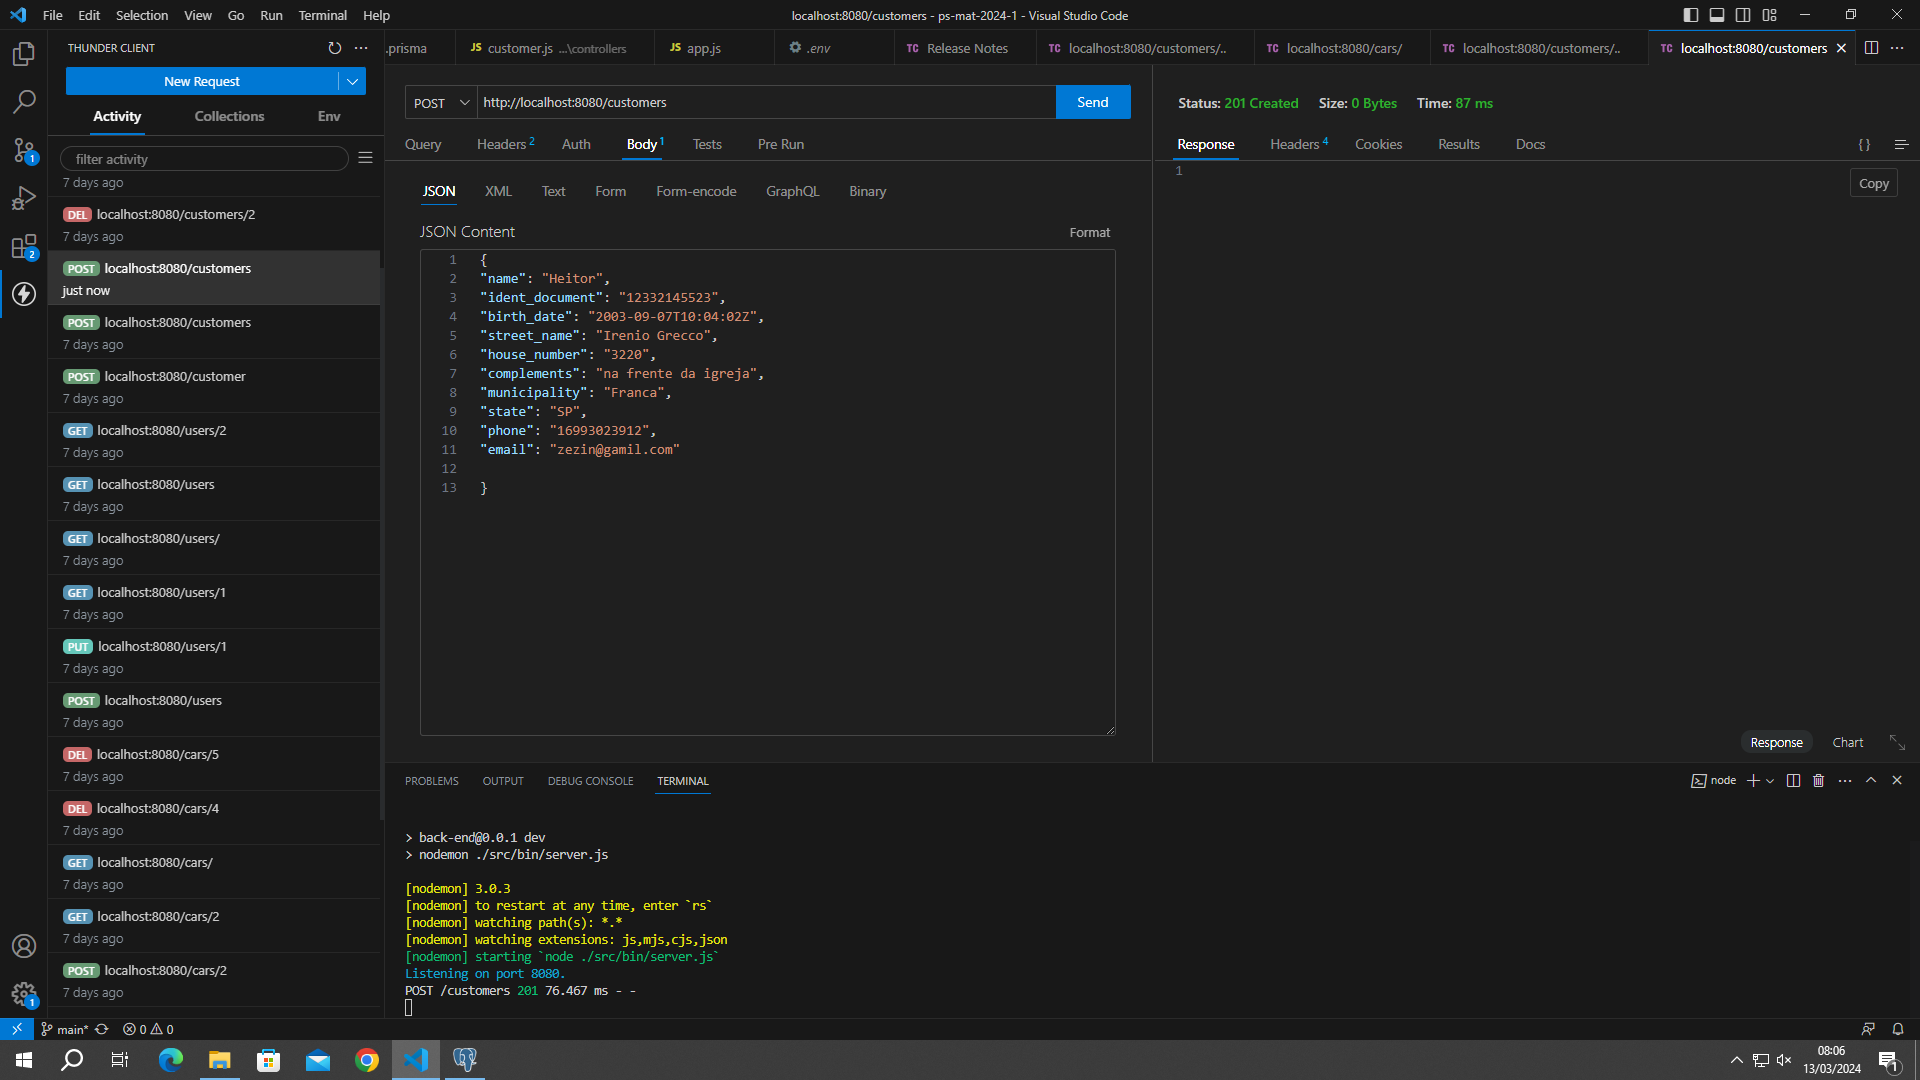 File Edit Selection View Go Run Terminal Help
localhost:8080/customers - ps-mat-2024-1 - Visual Studio Code
THUNDER CLIENT
New Request
Activity Collections Env
filter activity
7 days ago
DEL localhost:8080/customers/2
7 days ago
POST localhost:8080/customers
just now
POST localhost:8080/customers
7 days ago
POST localhost:8080/customer
7 days ago
GET localhost:8080/users/2
7 days ago
GET localhost:8080/users
7 days ago
GET localhost:8080/users/
7 days ago
GET localhost:8080/users/1
7 days ago
PUT localhost:8080/users/1
7 days ago
POST localhost:8080/users
7 days ago
DEL localhost:8080/cars/5
7 days ago
DEL localhost:8080/cars/4
7 days ago
GET localhost:8080/cars/
7 days ago
GET localhost:8080/cars/2
7 days ago
POST localhost:8080/cars/2
7 days ago
.prisma JS customer.js ...\controllers JS app.js .env TC Release Notes TC localhost:8080/customers/.. TC localhost:8080/cars/ TC localhost:8080/customers/.. TC localhost:8080/customers
POST http://localhost:8080/customers Send
Query Headers 2 Auth Body 1 Tests Pre Run
JSON XML Text Form Form-encode GraphQL Binary
JSON Content Format
1 {
2 "name": "Heitor",
3 "ident_document": "12332145523",
4 "birth_date": "2003-09-07T10:04:02Z",
5 "street_name": "Irenio Grecco",
6 "house_number": "3220",
7 "complements": "na frente da igreja",
8 "municipality": "Franca",
9 "state": "SP",
10 "phone": "16993023912",
11 "email": "zezin@gamil.com"
12
13 }
Status: 201 Created Size: 0 Bytes Time: 87 ms
Response Headers 4 Cookies Results Docs { }
1
Copy
Response Chart
PROBLEMS OUTPUT DEBUG CONSOLE TERMINAL
node
> back-end@0.0.1 dev
> nodemon ./src/bin/server.js
[nodemon] 3.0.3
[nodemon] to restart at any time, enter `rs`
[nodemon] watching path(s): *.*
[nodemon] watching extensions: js,mjs,cjs,json
[nodemon] starting `node ./src/bin/server.js`
Listening on port 8080.
POST /customers 201 76.467 ms - -
1
2
1
main* 0 0
08:06
13/03/2024
1